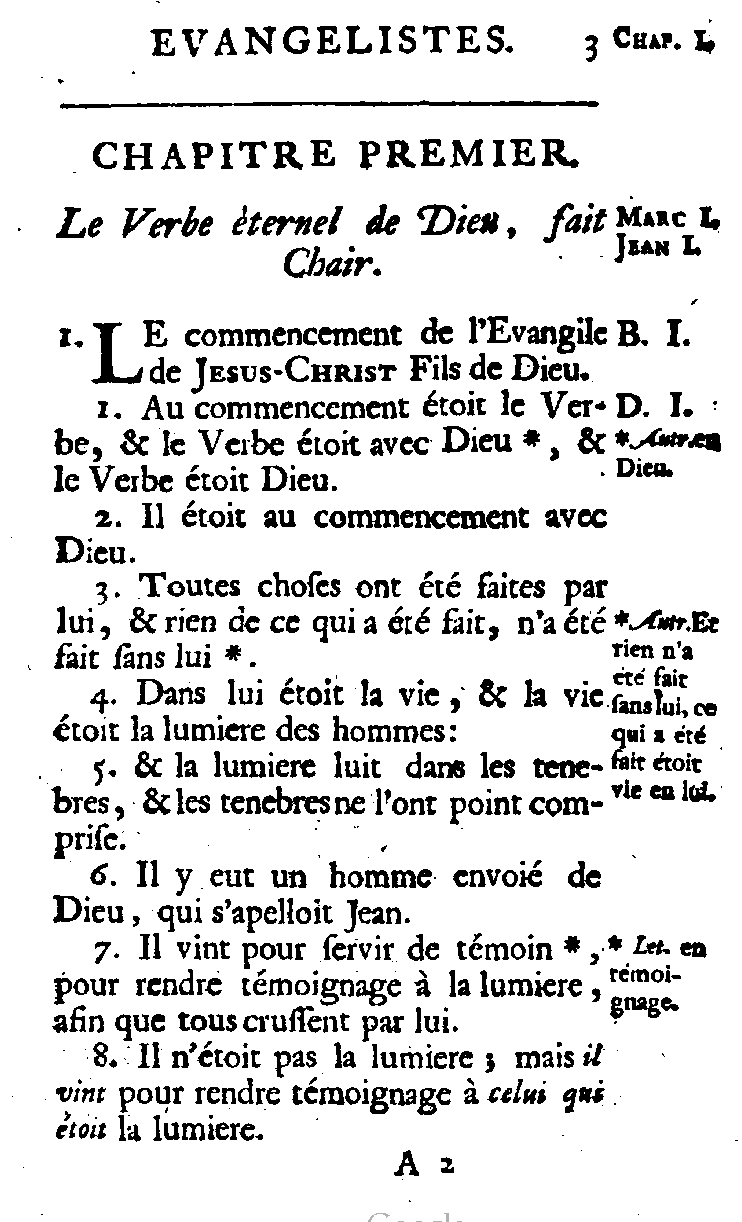 EVANGELISTES. 3 CHAP. I.
CHAPITRE PREMIER.
Le Verbe èternel de Dieu, fait
Chair.
MARC I.
JEAN I.
1. LE commencement de l'Evangile B. I.
de JESUS-CHRIST Fils de Dieu.
1. Au commencement étoit le Ver- D. I.
be, & le Verbe étoit avec Dieu *, &
le Verbe étoit Dieu.
* Autr. en
Dieu.
2. Il étoit au commencement avec
Dieu.
3. Toutes choſes ont été faites par
lui, & rien de ce qui a été fait, n'a été
fait ſans lui *.
* Autr. Et
rien n'a
été fait
ſans lui, ce
qui a été
fait étoit
vie en lui.
4. Dans lui étoit la vie, & la vie
étoit la lumiere des hommes:
5. & la lumiere luit dans les tene-
bres, & les tenebres ne l'ont point com-
priſe.
6. Il y eut un homme envoié de
Dieu, qui s'apelloit Jean.
7. Il vint pour ſervir de témoin *,
pour rendre témoignage à la lumiere,
afin que tous cruſſent par lui.
* Let. en
témoi-
gnage.
8. Il n'étoit pas la lumiere; mais il
vint pour rendre témoignage à celui qui
étoit la lumiere.
A 2